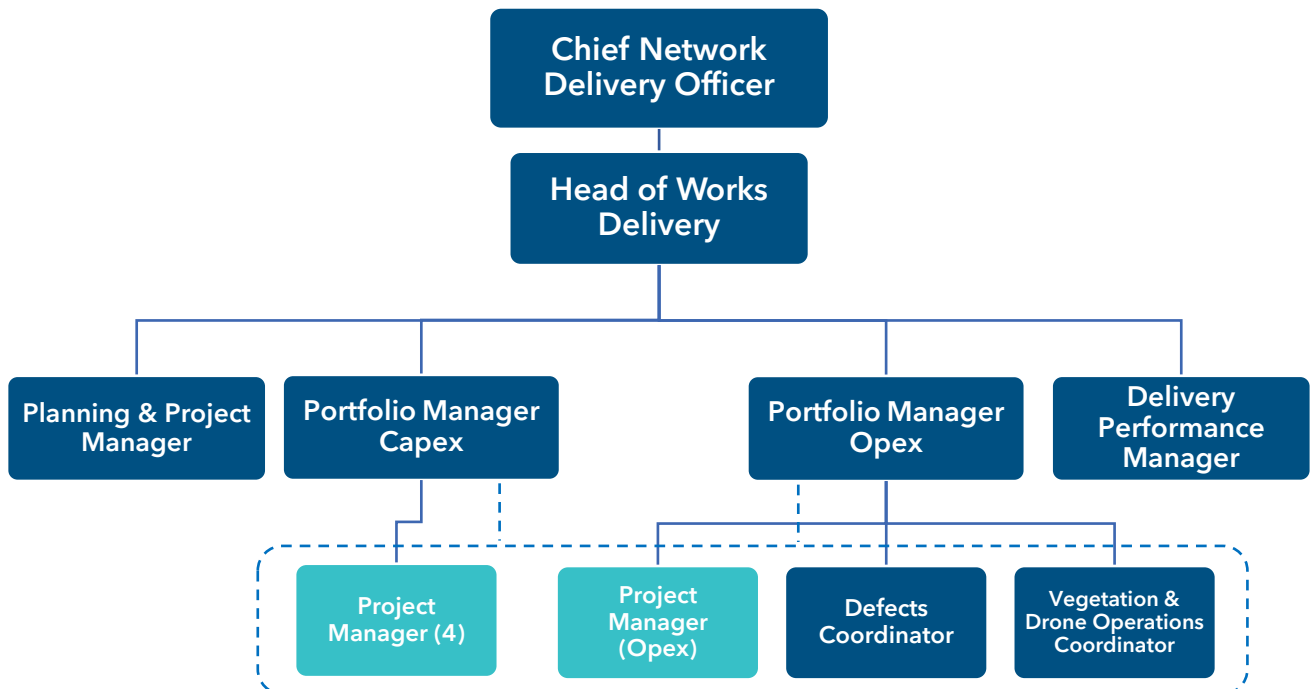 Chief Network
Delivery Officer
Head of Works
Delivery
Planning & Project
Manager
Portfolio Manager
Capex
Portfolio Manager
Opex
Delivery
Performance
Manager
Project
Manager (4)
Project
Manager
(Opex)
Defects
Coordinator
Vegetation &
Drone Operations
Coordinator